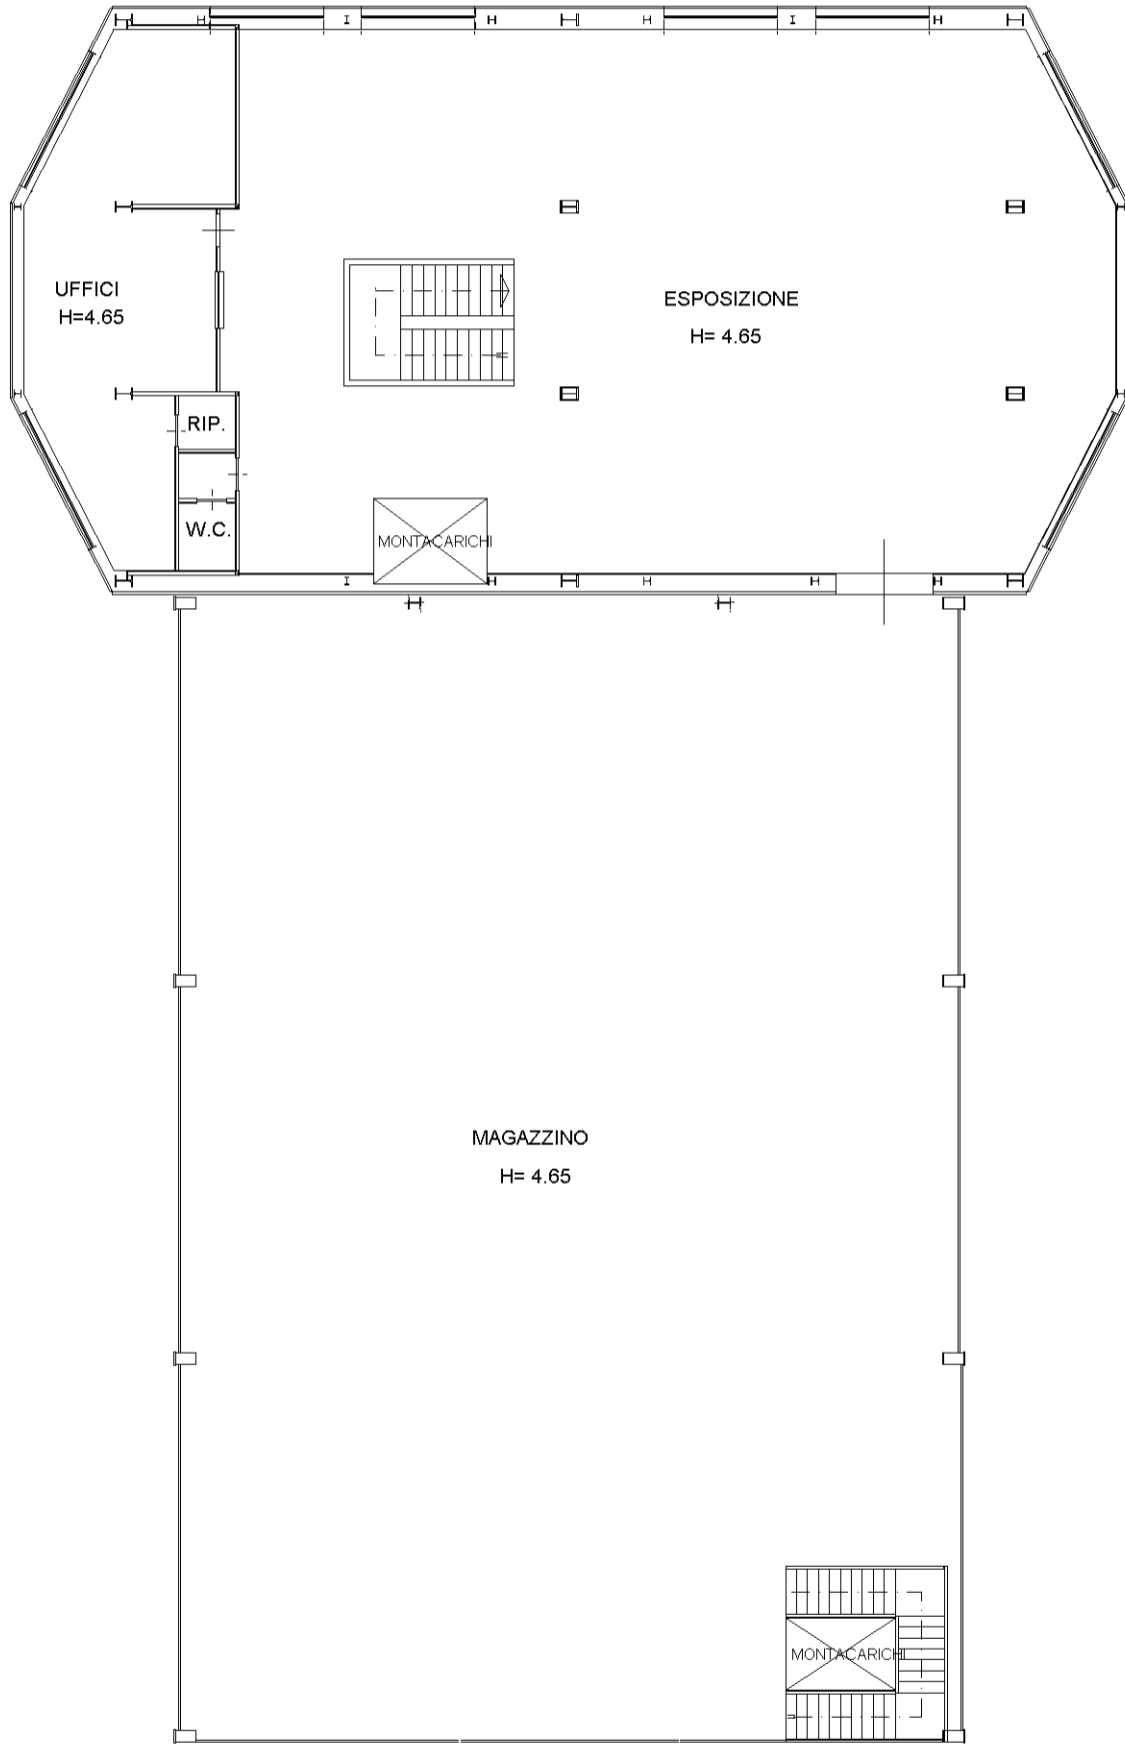 UFFICI
H=4.65
ESPOSIZIONE
H= 4.65
RIP.
W.C.
MONTACARICHI
MAGAZZINO
H= 4.65
MONTACARICHI